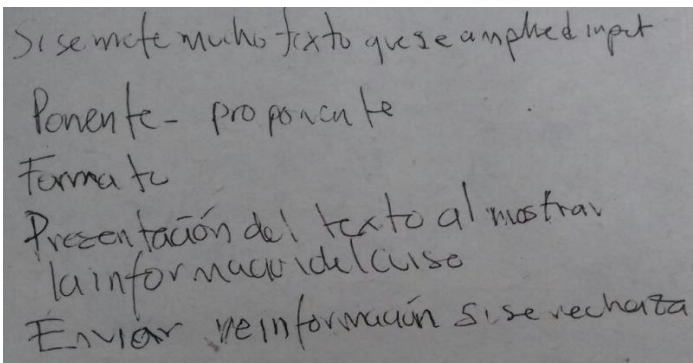 Si se mete mucho texto que se amplie el input
Ponente - proponente
Formato
Presentación del texto al mostrar
la información del curso
Enviar información si se rechaza